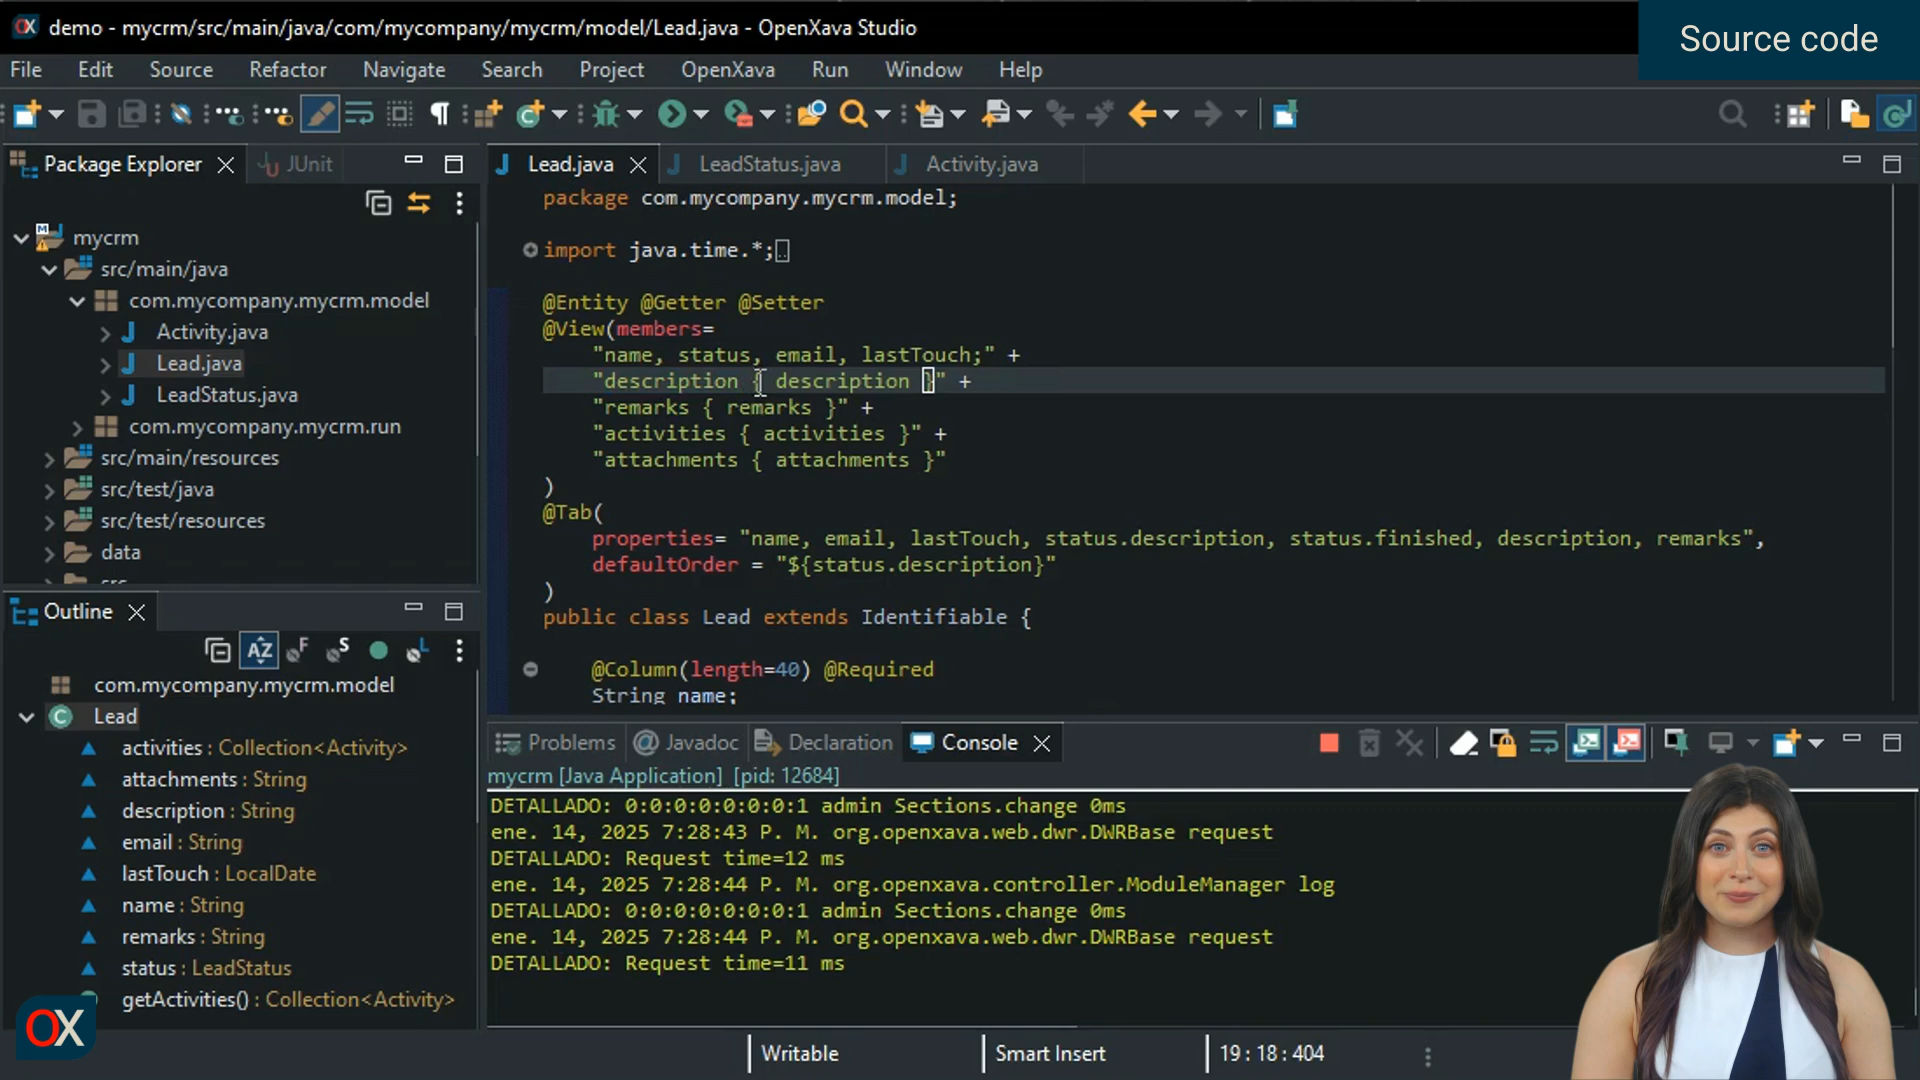 demo - mycrm/src/main/java/com/mycompany/mycrm/model/Lead.java - OpenXava Studio
Source code
File Edit Source Refactor Navigate Search Project OpenXava Run Window Help
Package Explorer
JUnit
mycrm
src/main/java
com.mycompany.mycrm.model
Activity.java
Lead.java
LeadStatus.java
com.mycompany.mycrm.run
src/main/resources
src/test/java
src/test/resources
data
Outline
com.mycompany.mycrm.model
Lead
activities : Collection<Activity>
attachments : String
description : String
email : String
lastTouch : LocalDate
name : String
remarks : String
status : LeadStatus
getActivities() : Collection<Activity>
OX
Lead.java
LeadStatus.java
Activity.java
package com.mycompany.mycrm.model;
import java.time.*;
@Entity @Getter @Setter
@View(members=
"name, status, email, lastTouch;" +
"description { description }" +
"remarks { remarks }" +
"activities { activities }" +
"attachments { attachments }"
)
@Tab(
properties= "name, email, lastTouch, status.description, status.finished, description, remarks",
defaultOrder = "${status.description}"
)
public class Lead extends Identifiable {
@Column(length=40) @Required
String name;
Problems
Javadoc
Declaration
Console
mycrm [Java Application] [pid: 12684]
DETALLADO: 0:0:0:0:0:0:0:1 admin Sections.change 0ms
ene. 14, 2025 7:28:43 P. M. org.openxava.web.dwr.DWRBase request
DETALLADO: Request time=12 ms
ene. 14, 2025 7:28:44 P. M. org.openxava.controller.ModuleManager log
DETALLADO: 0:0:0:0:0:0:0:1 admin Sections.change 0ms
ene. 14, 2025 7:28:44 P. M. org.openxava.web.dwr.DWRBase request
DETALLADO: Request time=11 ms
Writable
Smart Insert
19 : 18 : 404